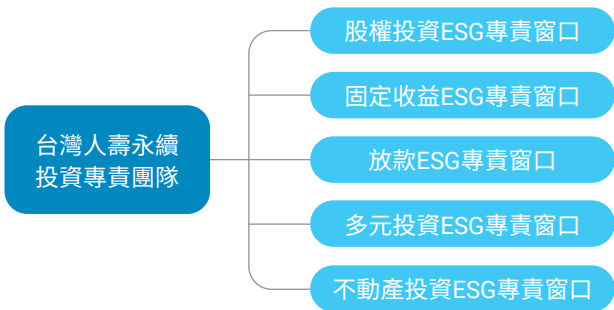 台灣人壽永續
投資專責團隊
股權投資ESG專責窗口
固定收益ESG專責窗口
放款ESG專責窗口
多元投資ESG專責窗口
不動產投資ESG專責窗口